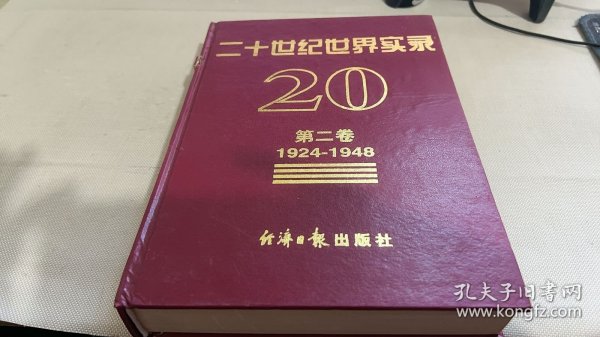 二十世纪世界实录
20
第二卷
1924-1948
经济日报出版社
孔夫子旧书网
www.kongfz.com